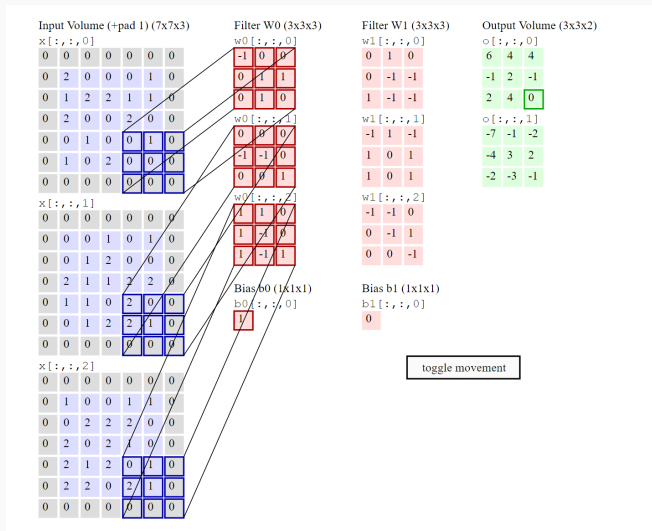 Input Volume (+pad 1) (7x7x3)
x[:,:,0]
0 0 0 0 0 0 0
0 2 0 0 0 1 0
0 1 2 2 1 1 0
0 2 0 0 2 0 0
0 0 1 0 0 1 0
0 1 0 2 0 0 0
0 0 0 0 0 0 0
x[:,:,1]
0 0 0 0 0 0 0
0 0 0 1 0 1 0
0 0 1 2 0 0 0
0 2 1 1 2 2 0
0 1 1 0 2 0 0
0 0 1 2 2 1 0
0 0 0 0 0 0 0
x[:,:,2]
0 0 0 0 0 0 0
0 1 0 0 1 1 0
0 0 2 2 2 0 0
0 2 0 2 1 0 0
0 2 1 2 0 1 0
0 2 2 0 2 1 0
0 0 0 0 0 0 0
Filter W0 (3x3x3)
w0[:,:,0]
-1 0 0
0 1 1
0 1 0
w0[:,:,1]
0 0 0
-1 -1 0
0 0 1
w0[:,:,2]
1 1 0
1 -1 0
1 -1 1
Bias b0 (1x1x1)
b0[:,:,0]
1
Filter W1 (3x3x3)
w1[:,:,0]
0 1 0
0 -1 -1
1 -1 -1
w1[:,:,1]
-1 1 -1
1 0 1
1 0 1
w1[:,:,2]
-1 -1 0
0 -1 1
0 0 -1
Bias b1 (1x1x1)
b1[:,:,0]
0
Output Volume (3x3x2)
o[:,:,0]
6 4 4
-1 2 -1
2 4 0
o[:,:,1]
-7 -1 -2
-4 3 2
-2 -3 -1
toggle movement